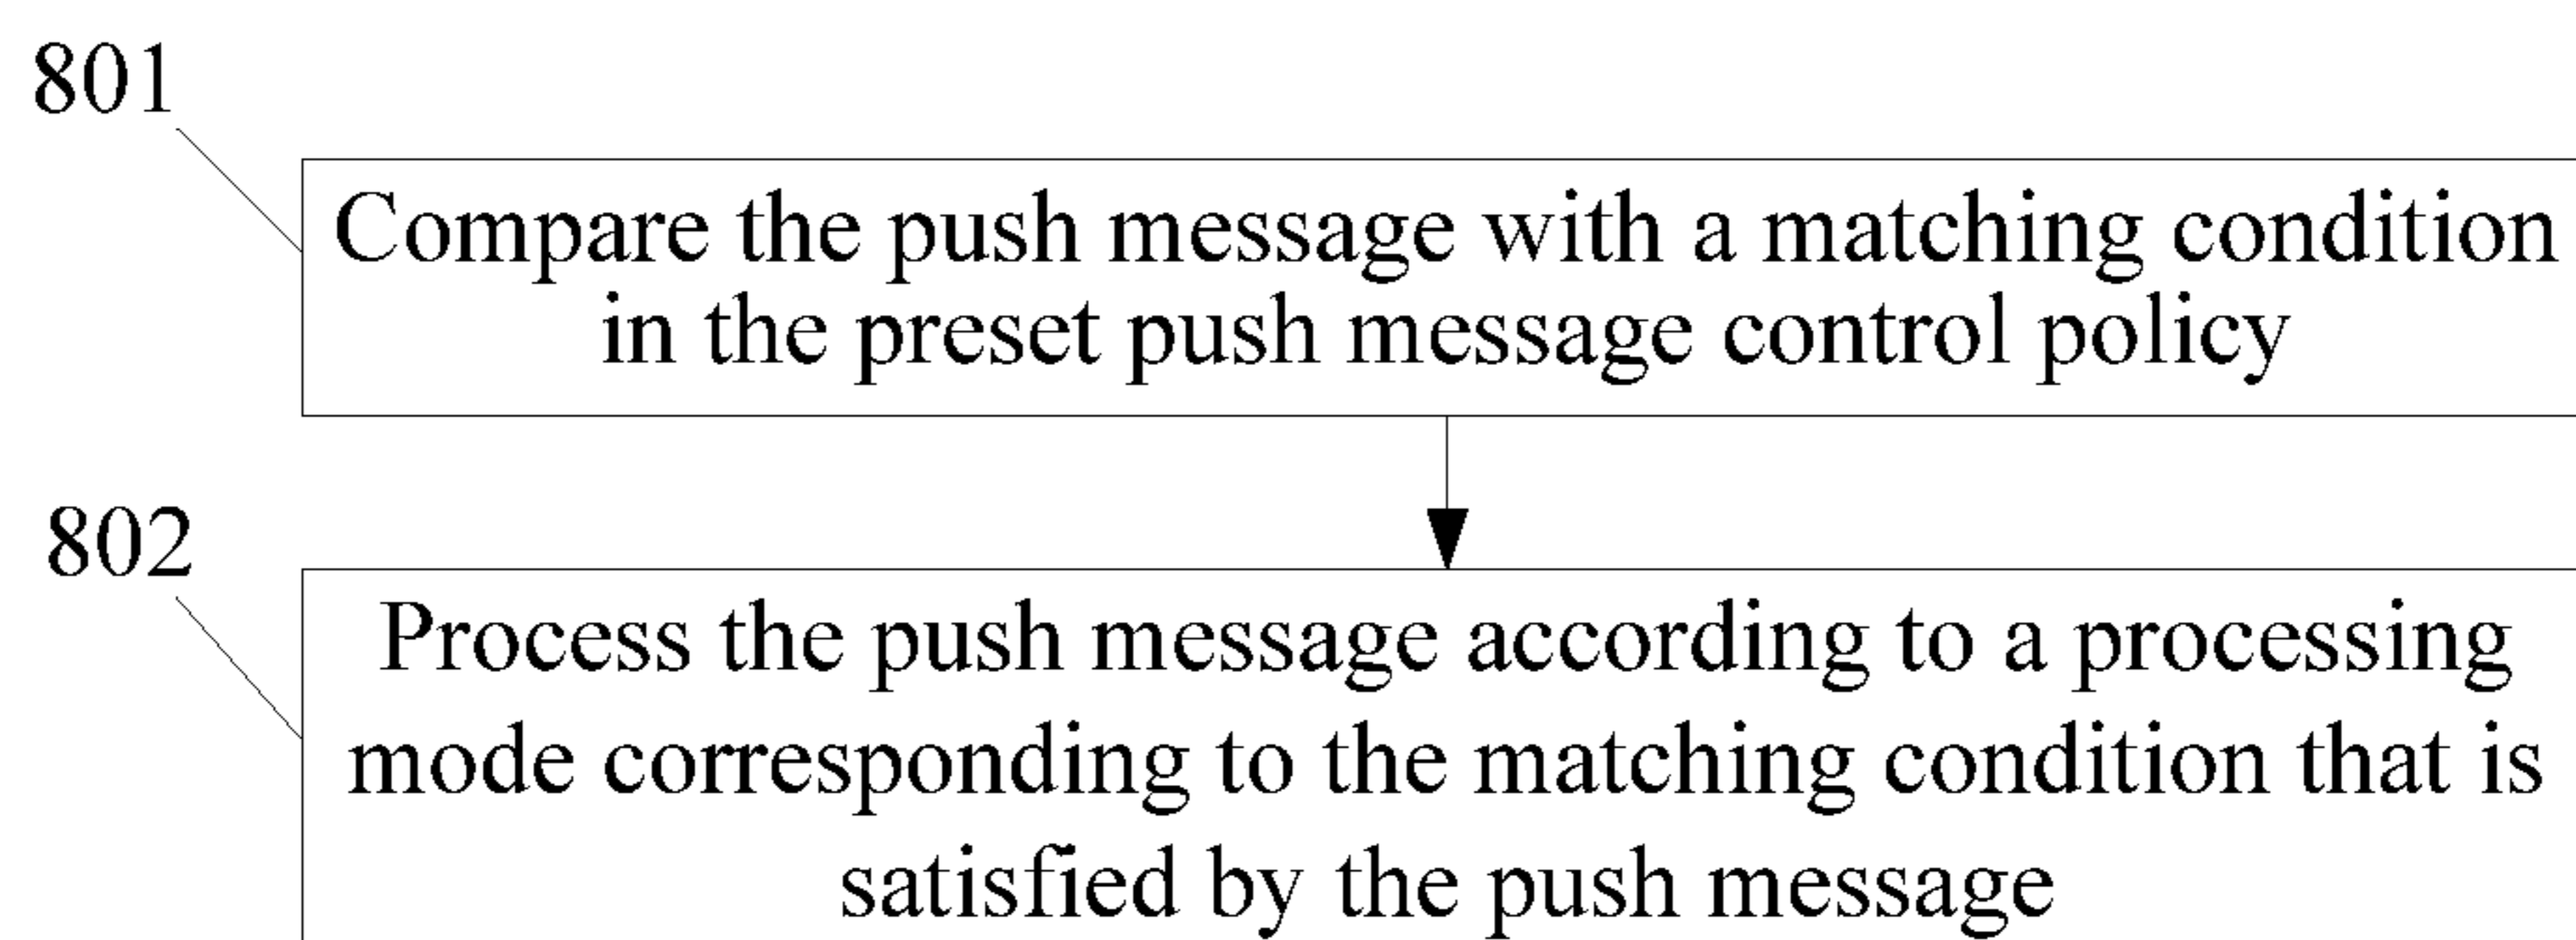 801
Compare the push message with a matching condition
in the preset push message control policy
802
Process the push message according to a processing
mode corresponding to the matching condition that is
satisfied by the push message